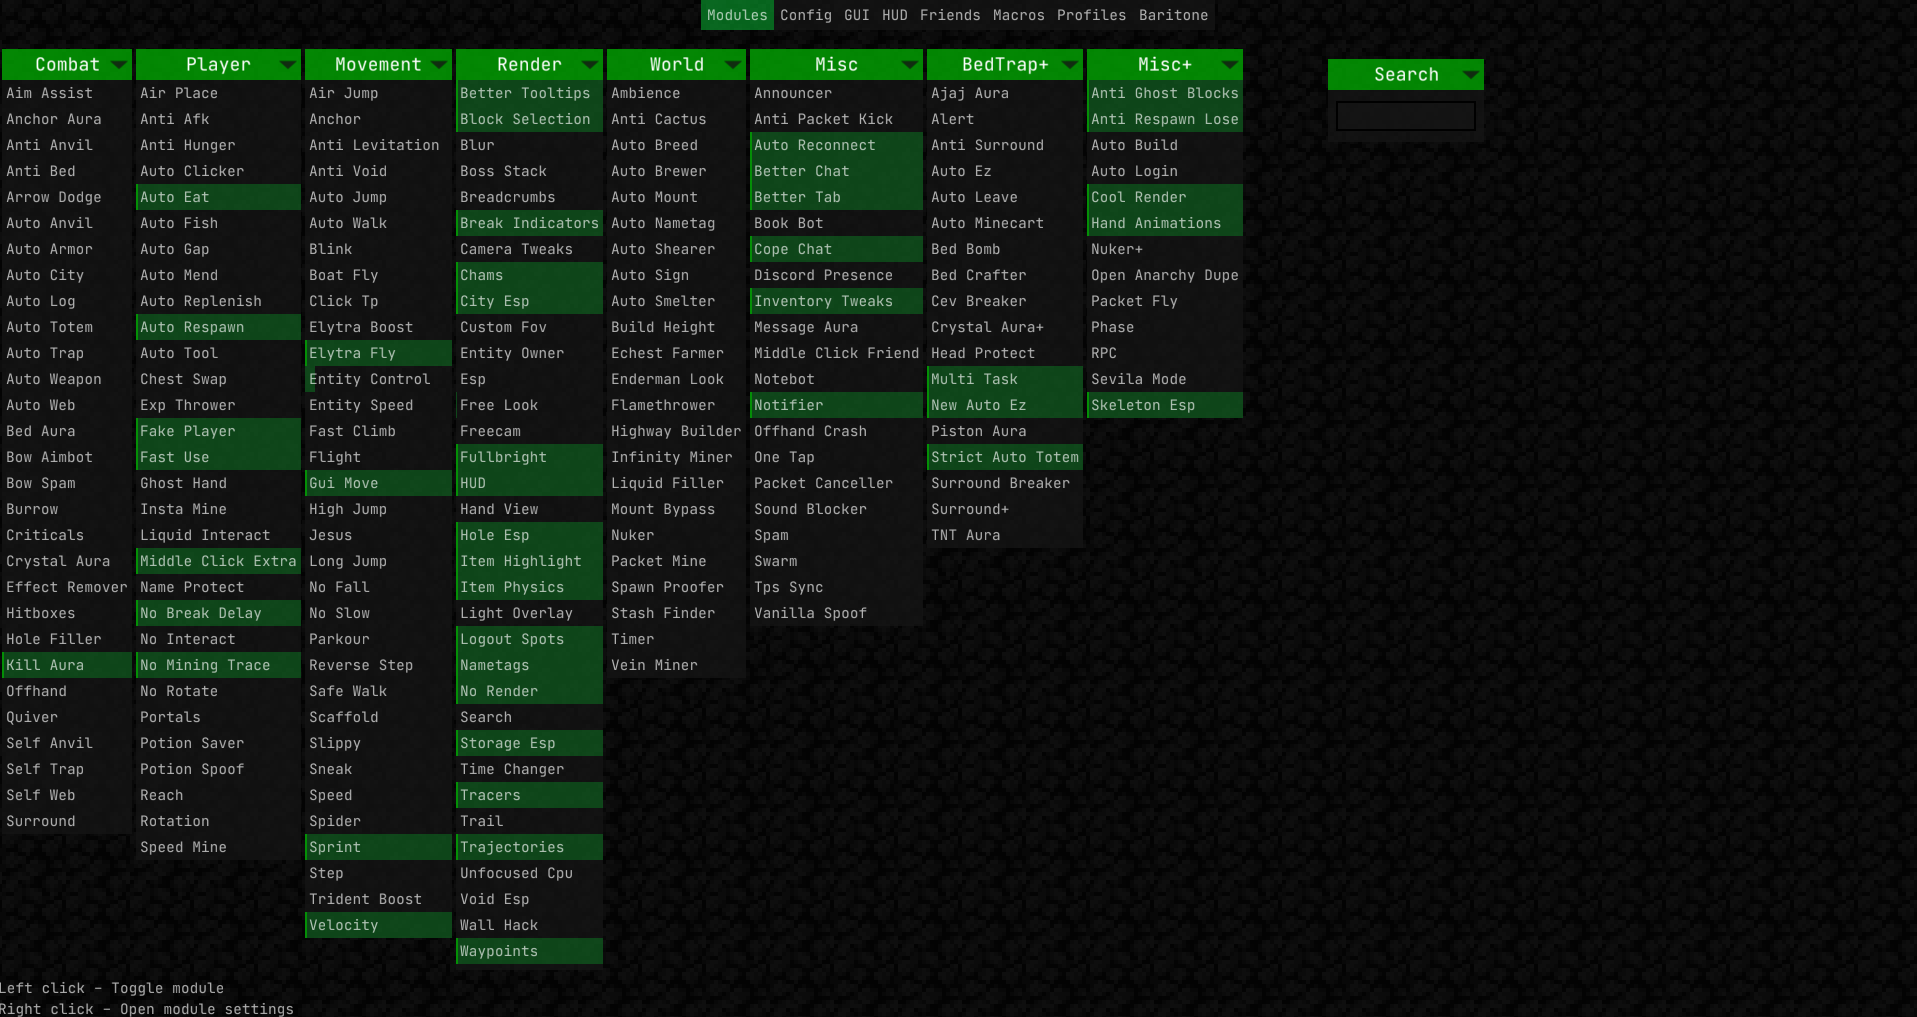 Modules Config GUI HUD Friends Macros Profiles Baritone
Combat
Aim Assist
Anchor Aura
Anti Anvil
Anti Bed
Arrow Dodge
Auto Anvil
Auto Armor
Auto City
Auto Log
Auto Totem
Auto Trap
Auto Weapon
Auto Web
Bed Aura
Bow Aimbot
Bow Spam
Burrow
Criticals
Crystal Aura
Effect Remover
Hitboxes
Hole Filler
Kill Aura
Offhand
Quiver
Self Anvil
Self Trap
Self Web
Surround
Player
Air Place
Anti Afk
Anti Hunger
Auto Clicker
Auto Eat
Auto Fish
Auto Gap
Auto Mend
Auto Replenish
Auto Respawn
Auto Tool
Chest Swap
Exp Thrower
Fake Player
Fast Use
Ghost Hand
Insta Mine
Liquid Interact
Middle Click Extra
Name Protect
No Break Delay
No Interact
No Mining Trace
No Rotate
Portals
Potion Saver
Potion Spoof
Reach
Rotation
Speed Mine
Movement
Air Jump
Anchor
Anti Levitation
Anti Void
Auto Jump
Auto Walk
Blink
Boat Fly
Click Tp
Elytra Boost
Elytra Fly
Entity Control
Entity Speed
Fast Climb
Flight
Gui Move
High Jump
Jesus
Long Jump
No Fall
No Slow
Parkour
Reverse Step
Safe Walk
Scaffold
Slippy
Sneak
Speed
Spider
Sprint
Step
Trident Boost
Velocity
Render
Better Tooltips
Block Selection
Blur
Boss Stack
Breadcrumbs
Break Indicators
Camera Tweaks
Chams
City Esp
Custom Fov
Entity Owner
Esp
Free Look
Freecam
Fullbright
HUD
Hand View
Hole Esp
Item Highlight
Item Physics
Light Overlay
Logout Spots
Nametags
No Render
Search
Storage Esp
Time Changer
Tracers
Trail
Trajectories
Unfocused Cpu
Void Esp
Wall Hack
Waypoints
World
Ambience
Anti Cactus
Auto Breed
Auto Brewer
Auto Mount
Auto Nametag
Auto Shearer
Auto Sign
Auto Smelter
Build Height
Echest Farmer
Enderman Look
Flamethrower
Highway Builder
Infinity Miner
Liquid Filler
Mount Bypass
Nuker
Packet Mine
Spawn Proofer
Stash Finder
Timer
Vein Miner
Misc
Announcer
Anti Packet Kick
Auto Reconnect
Better Chat
Better Tab
Book Bot
Cope Chat
Discord Presence
Inventory Tweaks
Message Aura
Middle Click Friend
Notebot
Notifier
Offhand Crash
One Tap
Packet Canceller
Sound Blocker
Spam
Swarm
Tps Sync
Vanilla Spoof
BedTrap+
Ajaj Aura
Alert
Anti Surround
Auto Ez
Auto Leave
Auto Minecart
Bed Bomb
Bed Crafter
Cev Breaker
Crystal Aura+
Head Protect
Multi Task
New Auto Ez
Piston Aura
Strict Auto Totem
Surround Breaker
Surround+
TNT Aura
Misc+
Anti Ghost Blocks
Anti Respawn Lose
Auto Build
Auto Login
Cool Render
Hand Animations
Nuker+
Open Anarchy Dupe
Packet Fly
Phase
RPC
Sevila Mode
Skeleton Esp
Search
Left click - Toggle module
Right click - Open module settings